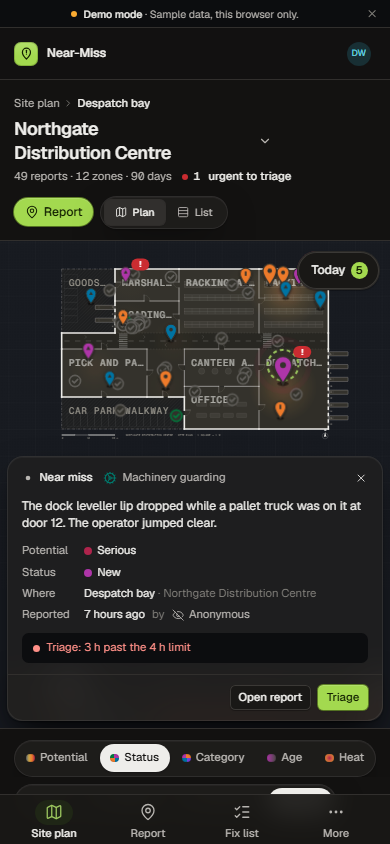 Demo mode · Sample data, this browser only.
Near-Miss
DW
Site plan > Despatch bay
Northgate
Distribution Centre
49 reports · 12 zones · 90 days 1 urgent to triage
Report
Plan
List
Today 5
GOODS…
MARSHAL…
RACKING
PICK AND PA…
CANTEEN A…
OFFICE
CAR PARK
WALKWAY
Near miss Machinery guarding
The dock leveller lip dropped while a pallet truck was on it at
door 12. The operator jumped clear.
Potential Serious
Status New
Where Despatch bay · Northgate Distribution Centre
Reported 7 hours ago by Anonymous
Triage: 3 h past the 4 h limit
Open report
Triage
Potential
Status
Category
Age
Heat
Site plan
Report
Fix list
More